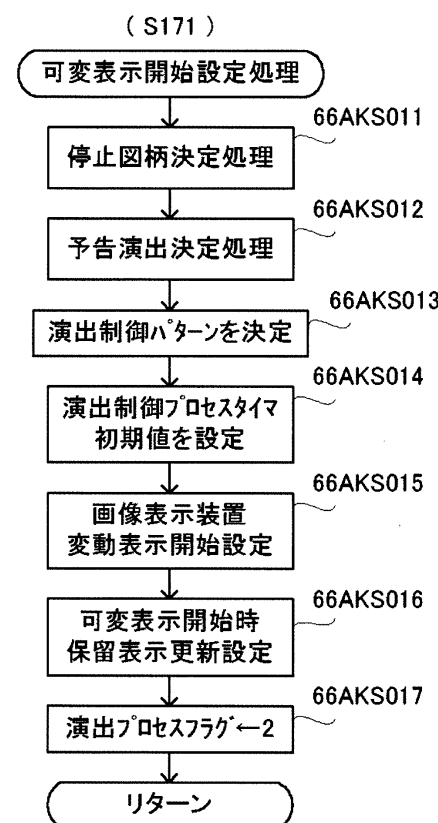 (S171)
可変表示開始設定処理
66AKS011
停止図柄決定処理
66AKS012
予告演出決定処理
66AKS013
演出制御ﾊﾟﾀｰﾝを決定
66AKS014
演出制御ﾌﾟﾛｾｽﾀｲﾏ
初期値を設定
66AKS015
画像表示装置
変動表示開始設定
66AKS016
可変表示開始時
保留表示更新設定
66AKS017
演出ﾌﾟﾛｾｽﾌﾗｸﾞ←2
リターン